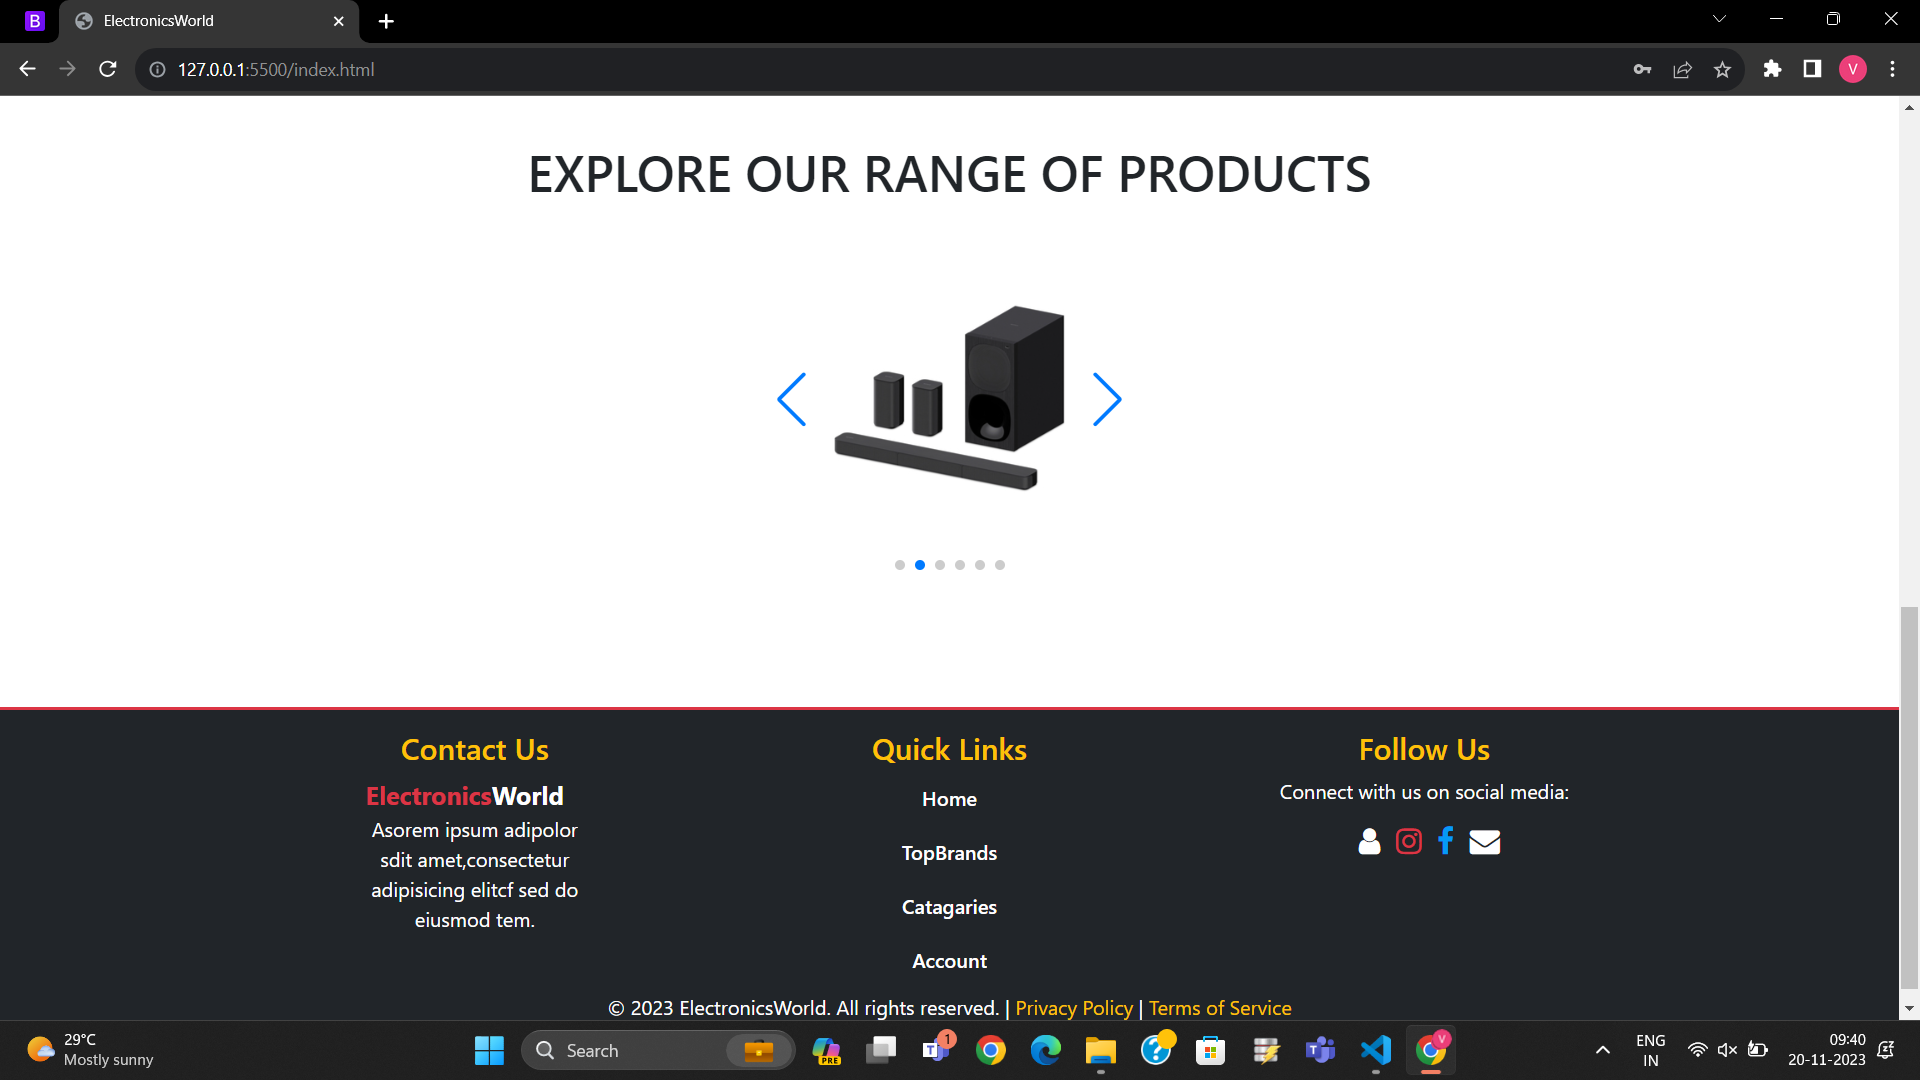 B
ElectronicsWorld
127.0.0.1:5500/index.html
V
EXPLORE OUR RANGE OF PRODUCTS
Contact Us
ElectronicsWorld
Asorem ipsum adipolor
sdit amet,consectetur
adipisicing elitcf sed do
eiusmod tem.
Quick Links
Home
TopBrands
Catagaries
Account
Follow Us
Connect with us on social media:
© 2023 ElectronicsWorld. All rights reserved. | Privacy Policy | Terms of Service
29°C
Mostly sunny
Search
PRE
1
V
ENG
IN
09:40
20-11-2023